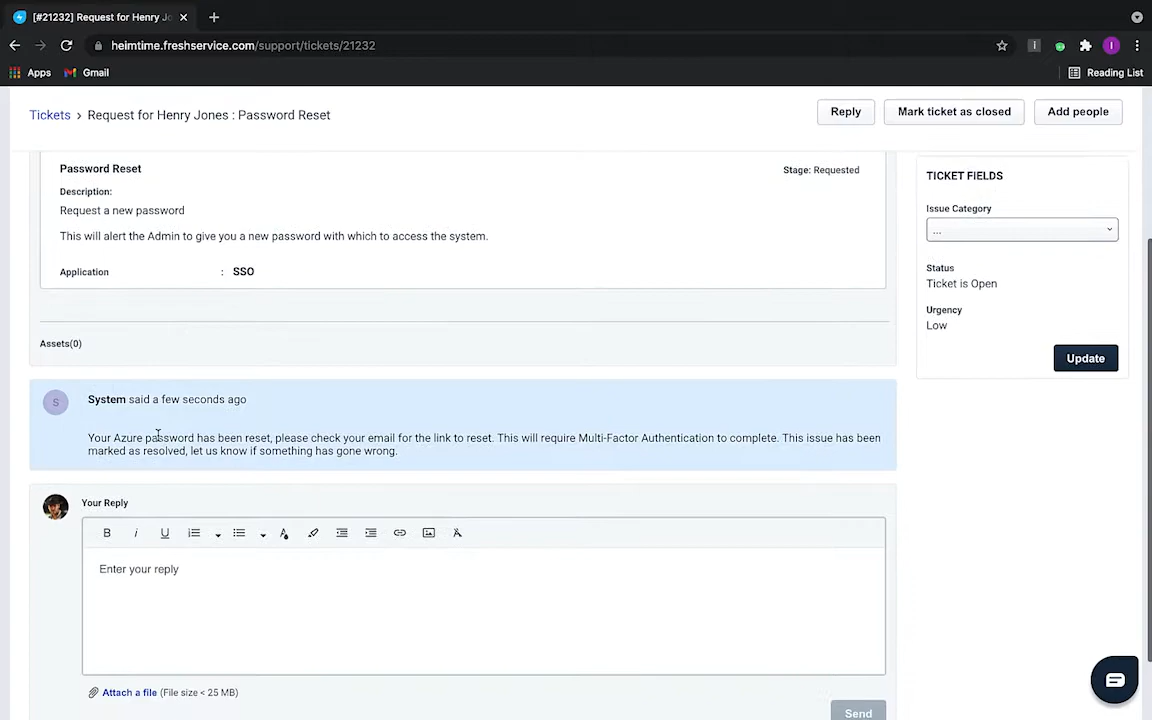 [#21232] Request for Henry Jo
heimtime.freshservice.com/support/tickets/21232
I
I
Apps
Gmail
Reading List
Tickets › Request for Henry Jones : Password Reset
Reply
Mark ticket as closed
Add people
Password Reset
Stage: Requested
Description:
Request a new password
This will alert the Admin to give you a new password with which to access the system.
Application : SSO
Assets(0)
TICKET FIELDS
Issue Category
...
Status
Ticket is Open
Urgency
Low
Update
S
System said a few seconds ago
Your Azure password has been reset, please check your email for the link to reset. This will require Multi-Factor Authentication to complete. This issue has been
marked as resolved, let us know if something has gone wrong.
Your Reply
B i U
Enter your reply
Attach a file (File size < 25 MB)
Send